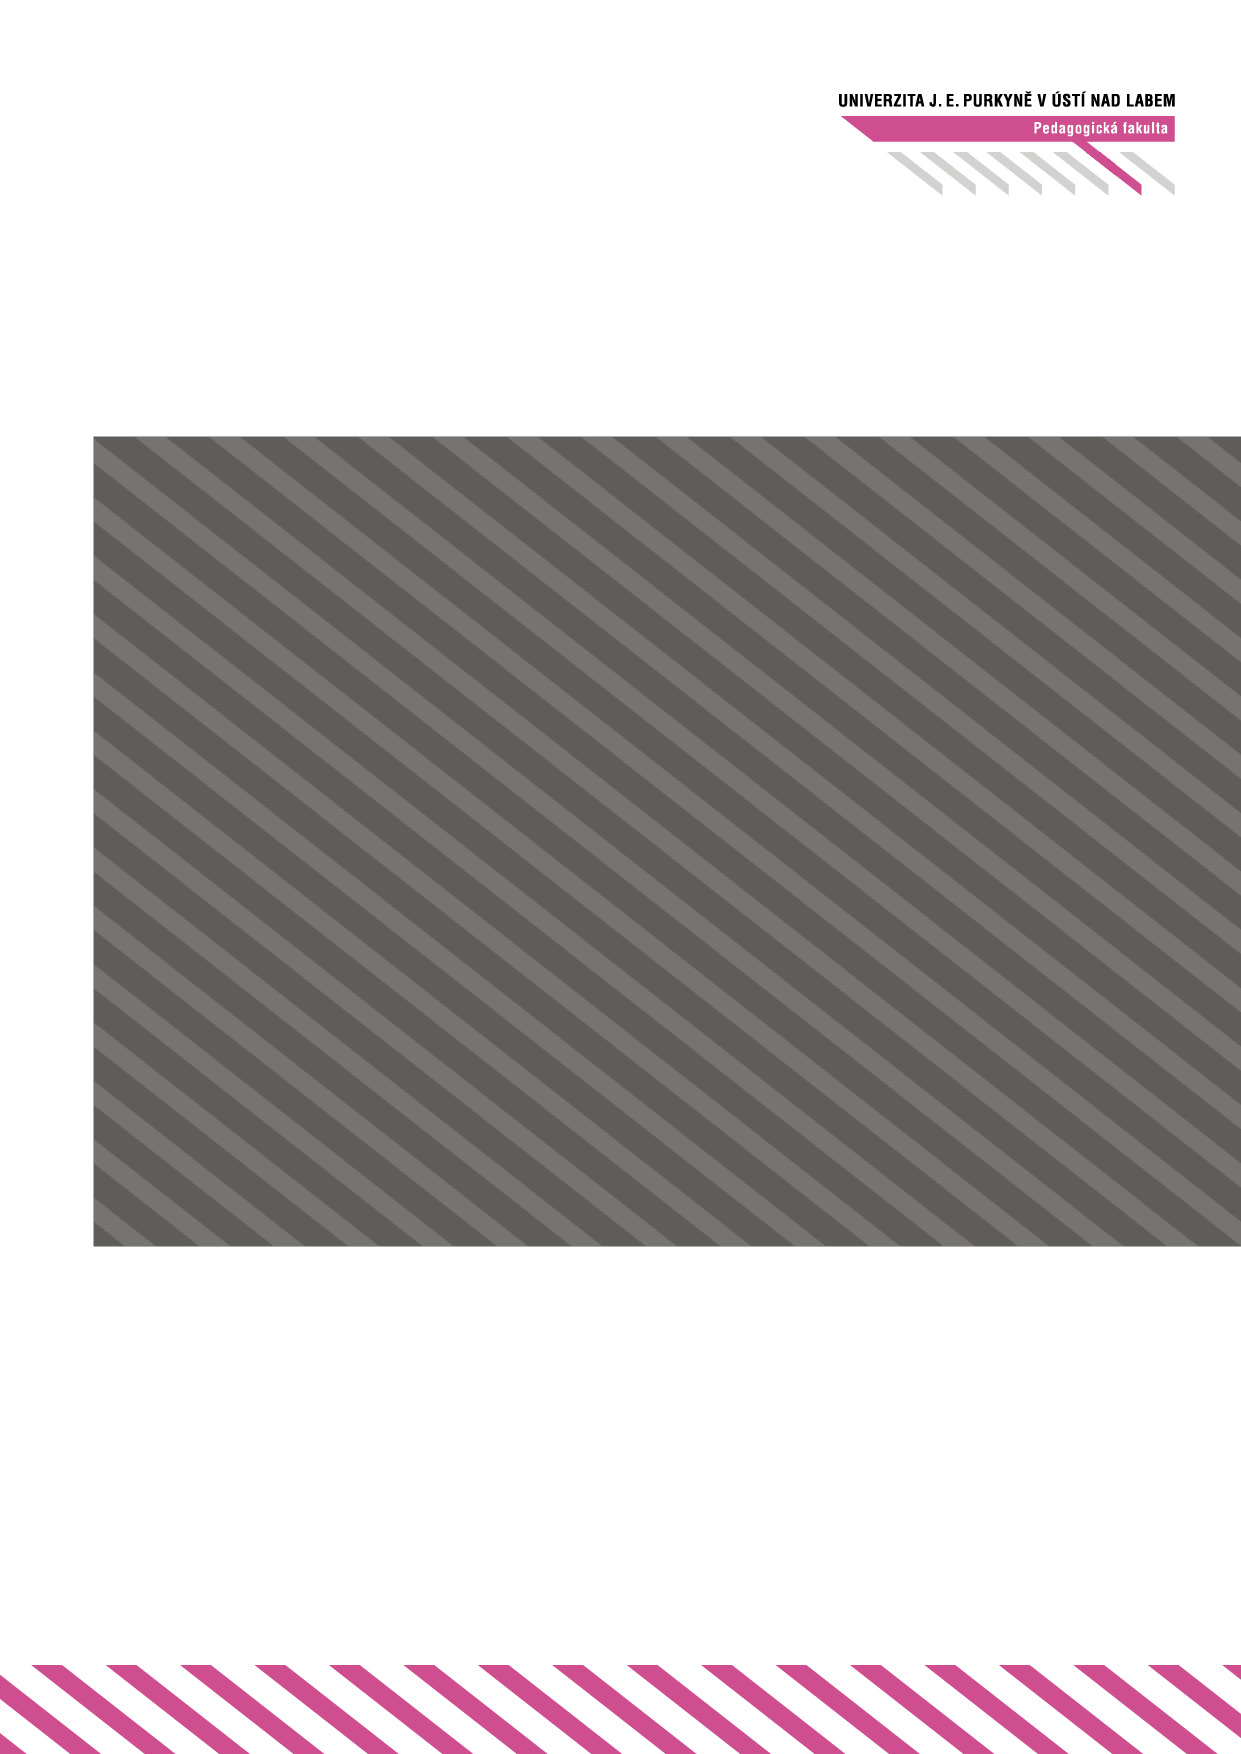 UNIVERZITA J. E. PURKYNĚ V ÚSTÍ NAD LABEM
Pedagogická fakulta